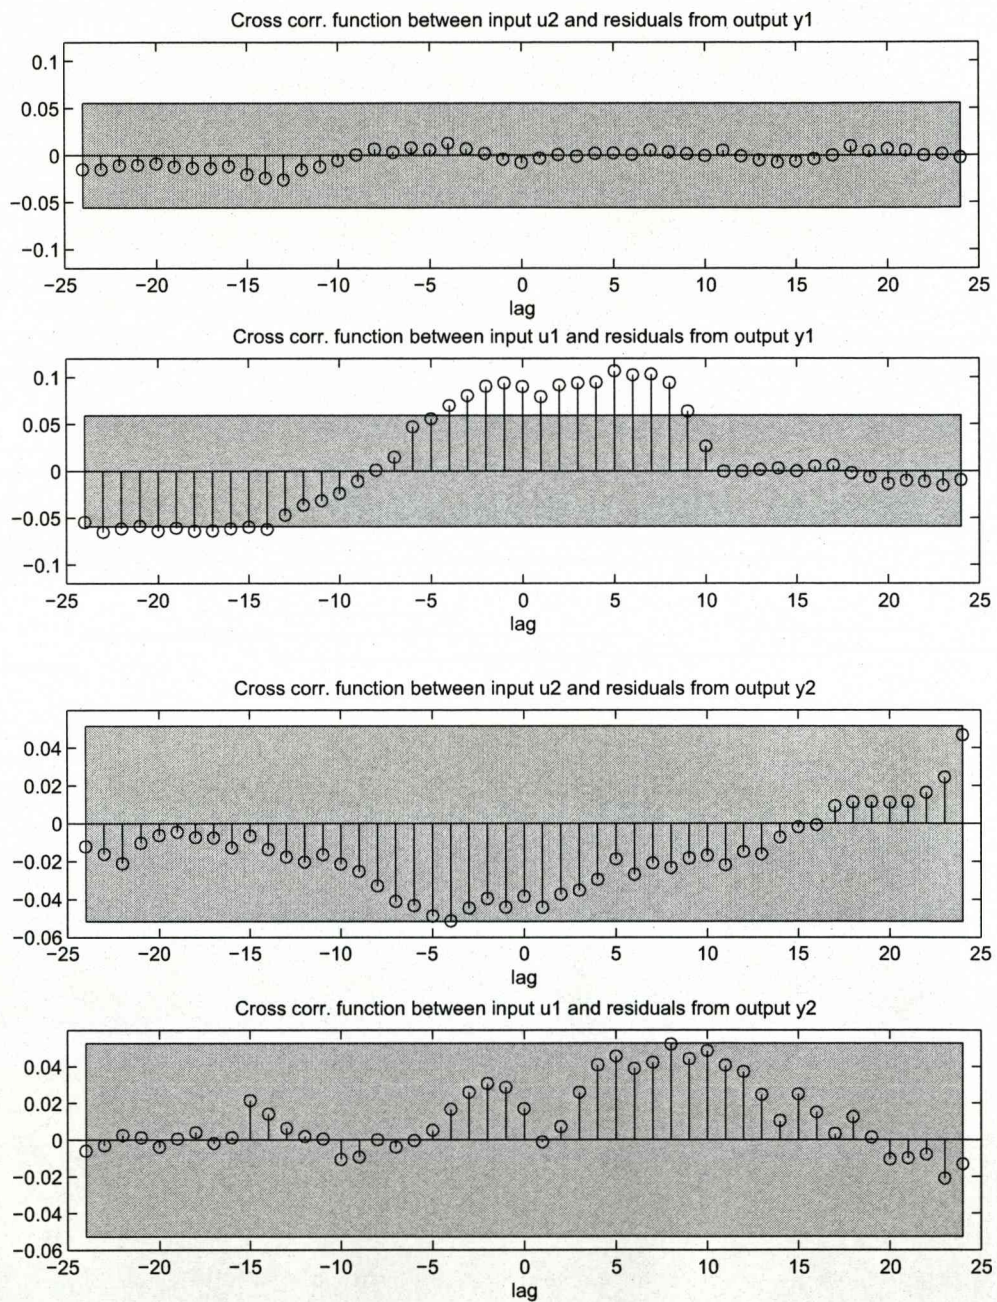 Cross corr. function between input u2 and residuals from output y1
0.1
0.05
0
−0.05
−0.1
−25 −20 −15 −10 −5 0 5 10 15 20 25
lag
Cross corr. function between input u1 and residuals from output y1
0.1
0.05
0
−0.05
−0.1
−25 −20 −15 −10 −5 0 5 10 15 20 25
lag
Cross corr. function between input u2 and residuals from output y2
0.04
0.02
0
−0.02
−0.04
−0.06
−25 −20 −15 −10 −5 0 5 10 15 20 25
lag
Cross corr. function between input u1 and residuals from output y2
0.04
0.02
0
−0.02
−0.04
−0.06
−25 −20 −15 −10 −5 0 5 10 15 20 25
lag